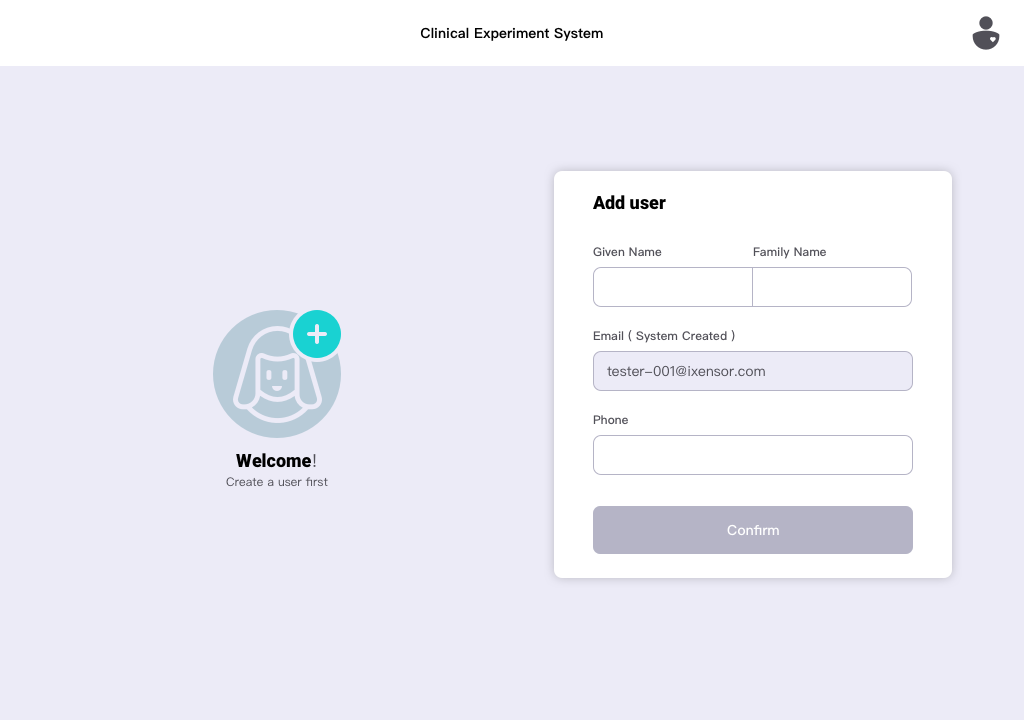 Clinical Experiment System
Welcome!
Create a user first
Add user
Given Name
Family Name
Email ( System Created )
tester-001@ixensor.com
Phone
Confirm